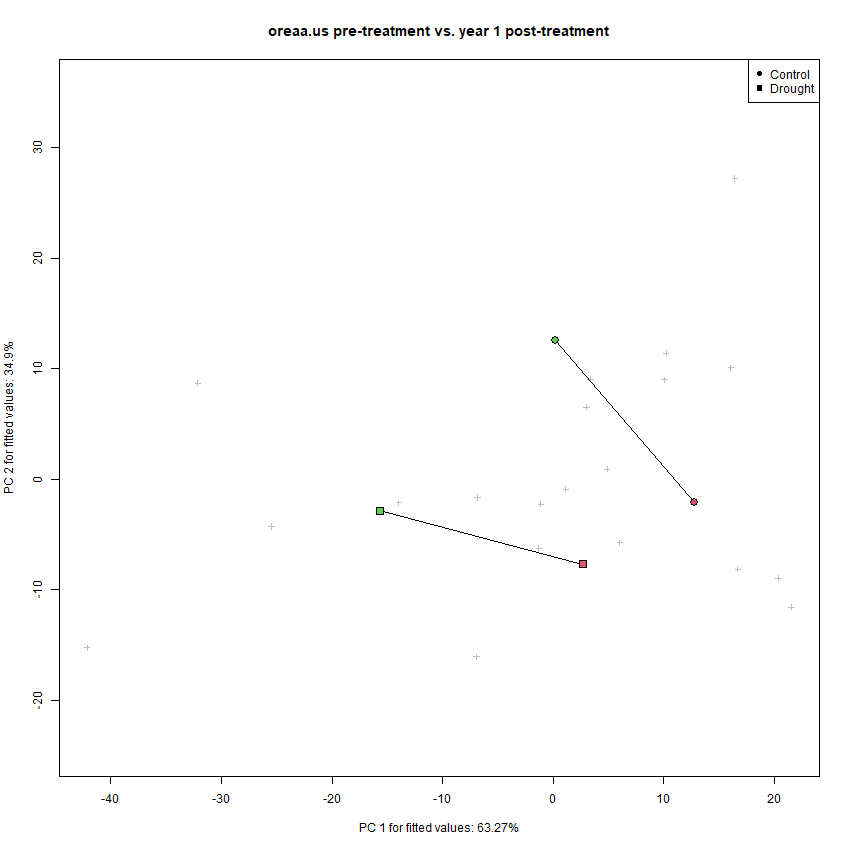 oreaa.us pre-treatment vs. year 1 post-treatment
Control
Drought
PC 2 for fitted values: 34.9%
30
20
10
0
-10
-20
-40
-30
-20
-10
0
10
20
PC 1 for fitted values: 63.27%